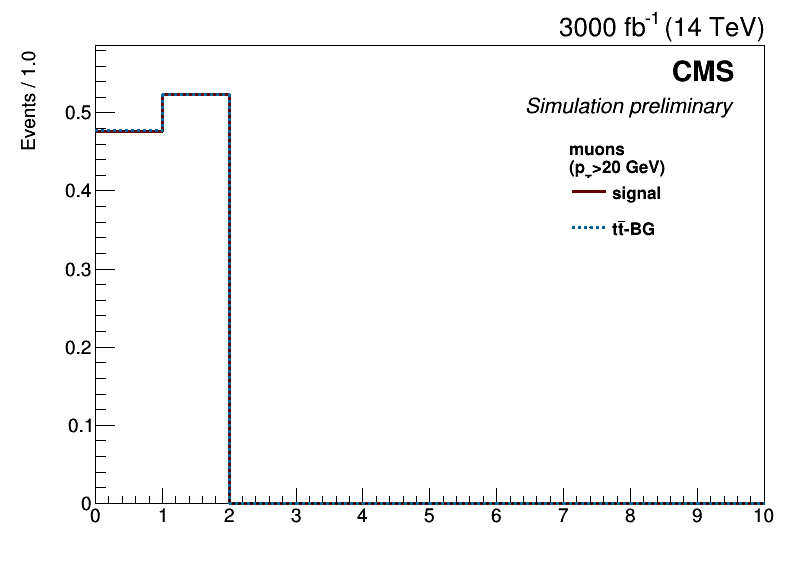 3000 fb-1 (14 TeV)
Events / 1.0
CMS
Simulation preliminary
muons
(p >20 GeV)
signal
tt̄-BG
0.5
0.4
0.3
0.2
0.1
0
0 1 2 3 4 5 6 7 8 9 10